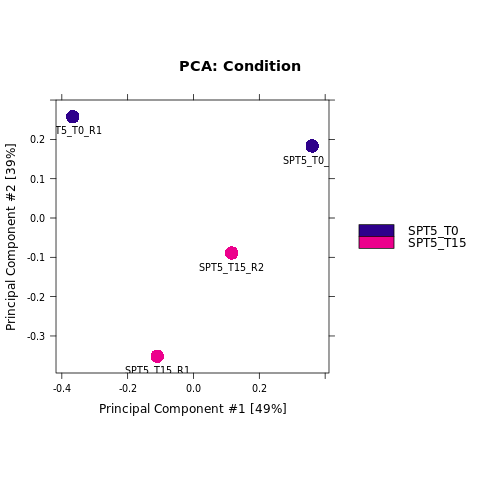 PCA: Condition
Principal Component #2 [39%]
0.2
0.1
0.0
-0.1
-0.2
-0.3
T5_T0_R1
SPT5_T0_
SPT5_T15_R2
SPT5_T15_R1
SPT5_T0
SPT5_T15
-0.4
-0.2
0.0
0.2
Principal Component #1 [49%]